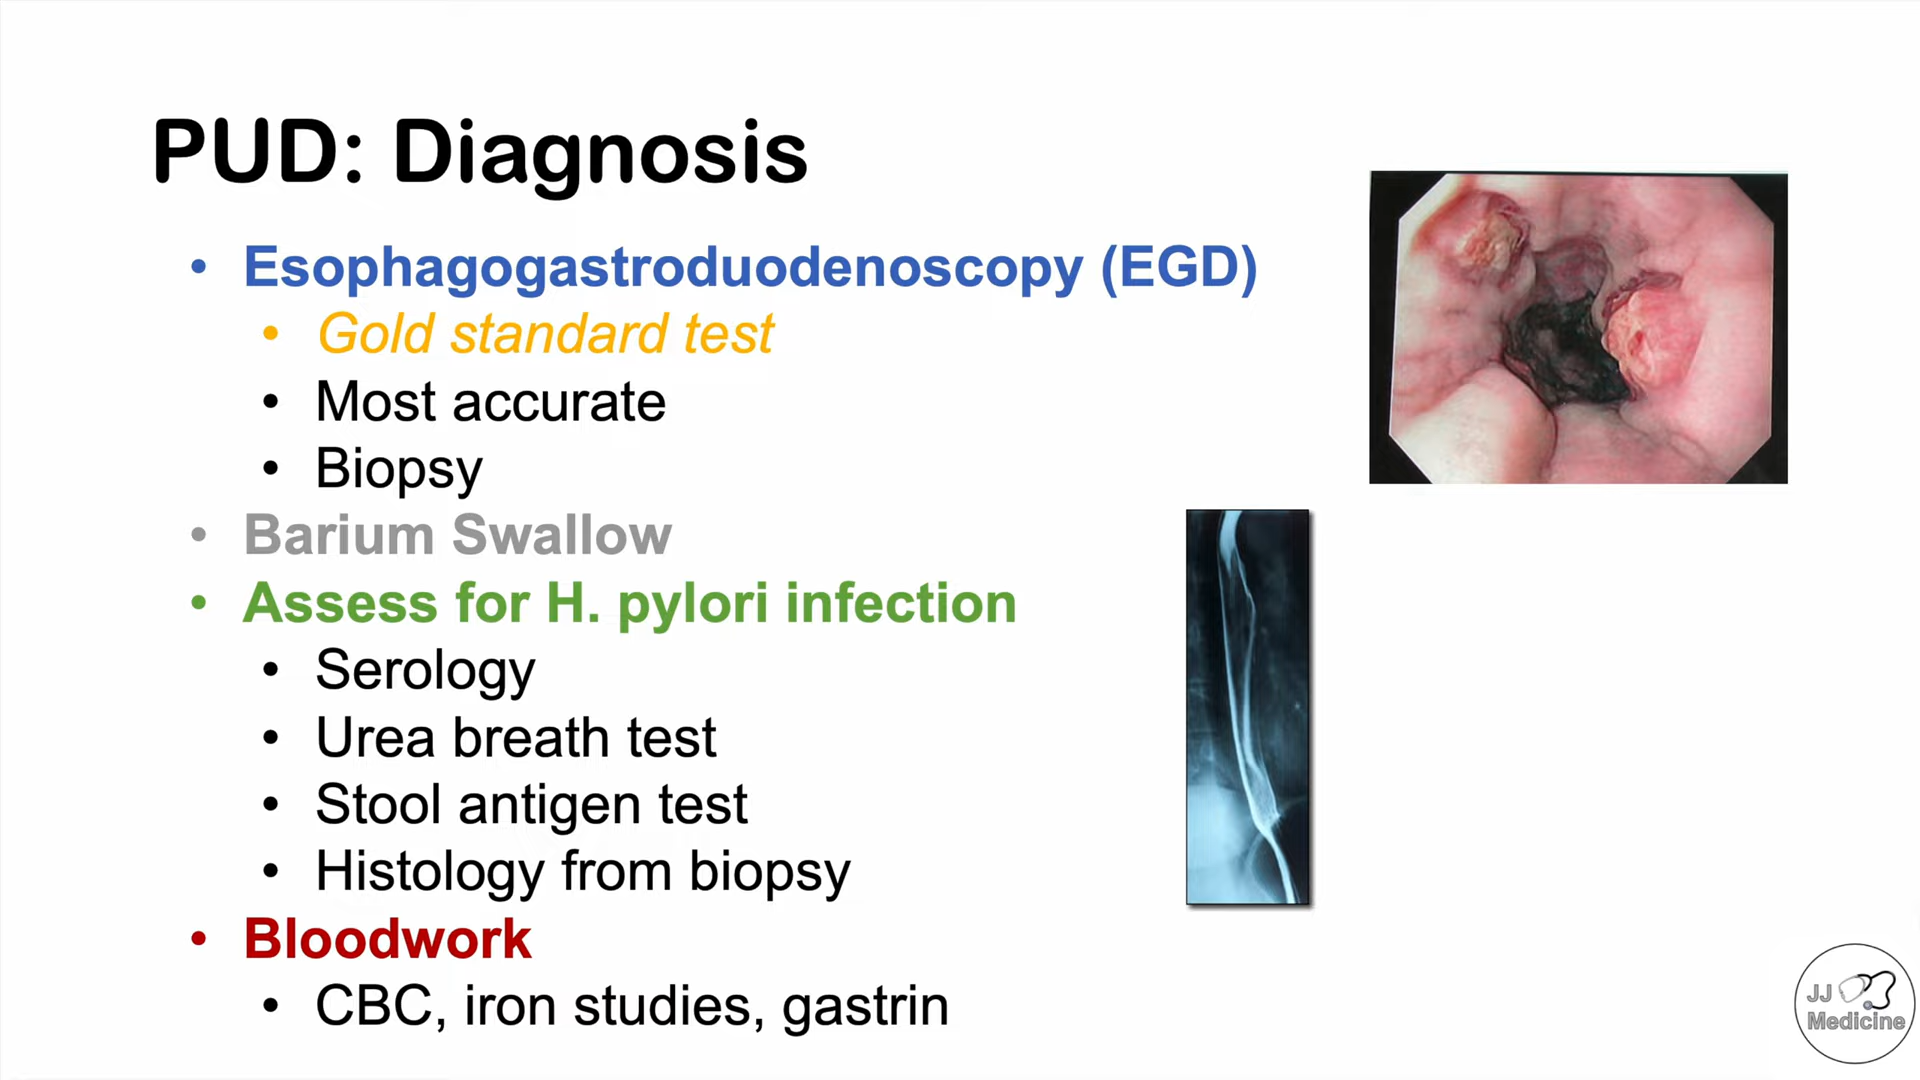 PUD: Diagnosis
• Esophagogastroduodenoscopy (EGD)
• Gold standard test
• Most accurate
• Biopsy
• Barium Swallow
• Assess for H. pylori infection
• Serology
• Urea breath test
• Stool antigen test
• Histology from biopsy
• Bloodwork
• CBC, iron studies, gastrin
JJ
Medicine